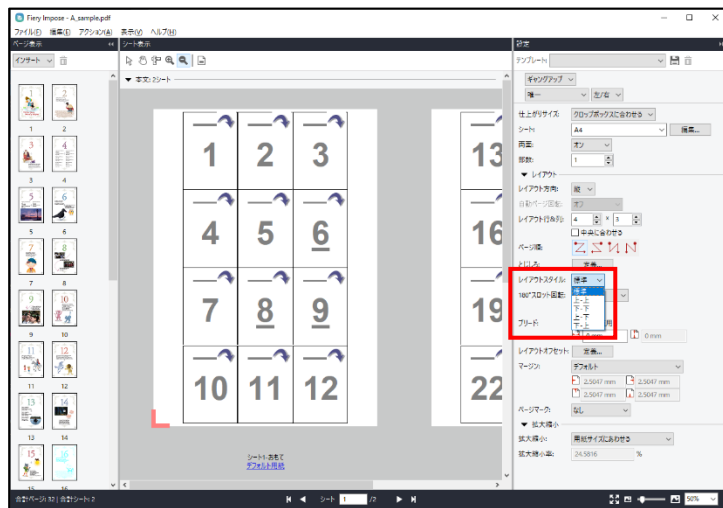 Fiery Impose - A_sample.pdf
ファイル(F) 編集(E) アクション(A) 表示(V) ヘルプ(H)
ページ表示
シート表示
設定
インサート
テンプレート:
▼ 本文: 2シート
ギャングアップ
唯一
左/右
仕上がりサイズ: クロップボックスに合わせる
シート: A4 編集...
両面: オン
部数: 1
▼ レイアウト
レイアウト方向: 縦
自動ページ回転: オフ
レイアウト行&列: 4 × 3
中央に合わせる
ページ順:
とじしろ: 定義...
レイアウトスタイル: 標準
標準
上-上
下-下
上-下
下-上
180°スロット回転:
ブリード:
用
0 mm
レイアウトオフセット: 定義...
マージン: デフォルト
2.5047 mm 2.5047 mm
2.5047 mm 2.5047 mm
ページマーク: なし
▼ 拡大縮小
拡大縮小: 用紙サイズにあわせる
拡大縮小率: 24.5816 %
1 2
3 4
5 6
7 8
9 10
11 12
13 14
15 16
1 2 3
4 5 6
7 8 9
10 11 12
13
16
19
22
シート1-おもて
デフォルト用紙
合計ページ: 32 | 合計シート: 2
シート 1 /2
50%